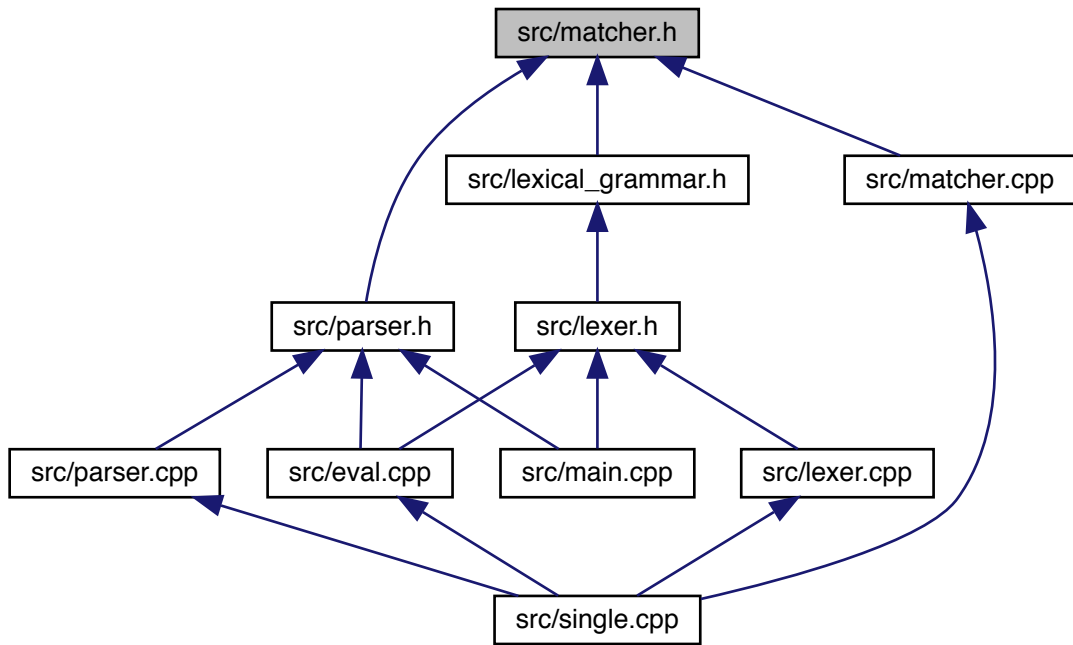 src/matcher.h
src/lexical_grammar.h
src/matcher.cpp
src/parser.h
src/lexer.h
src/parser.cpp
src/eval.cpp
src/main.cpp
src/lexer.cpp
src/single.cpp